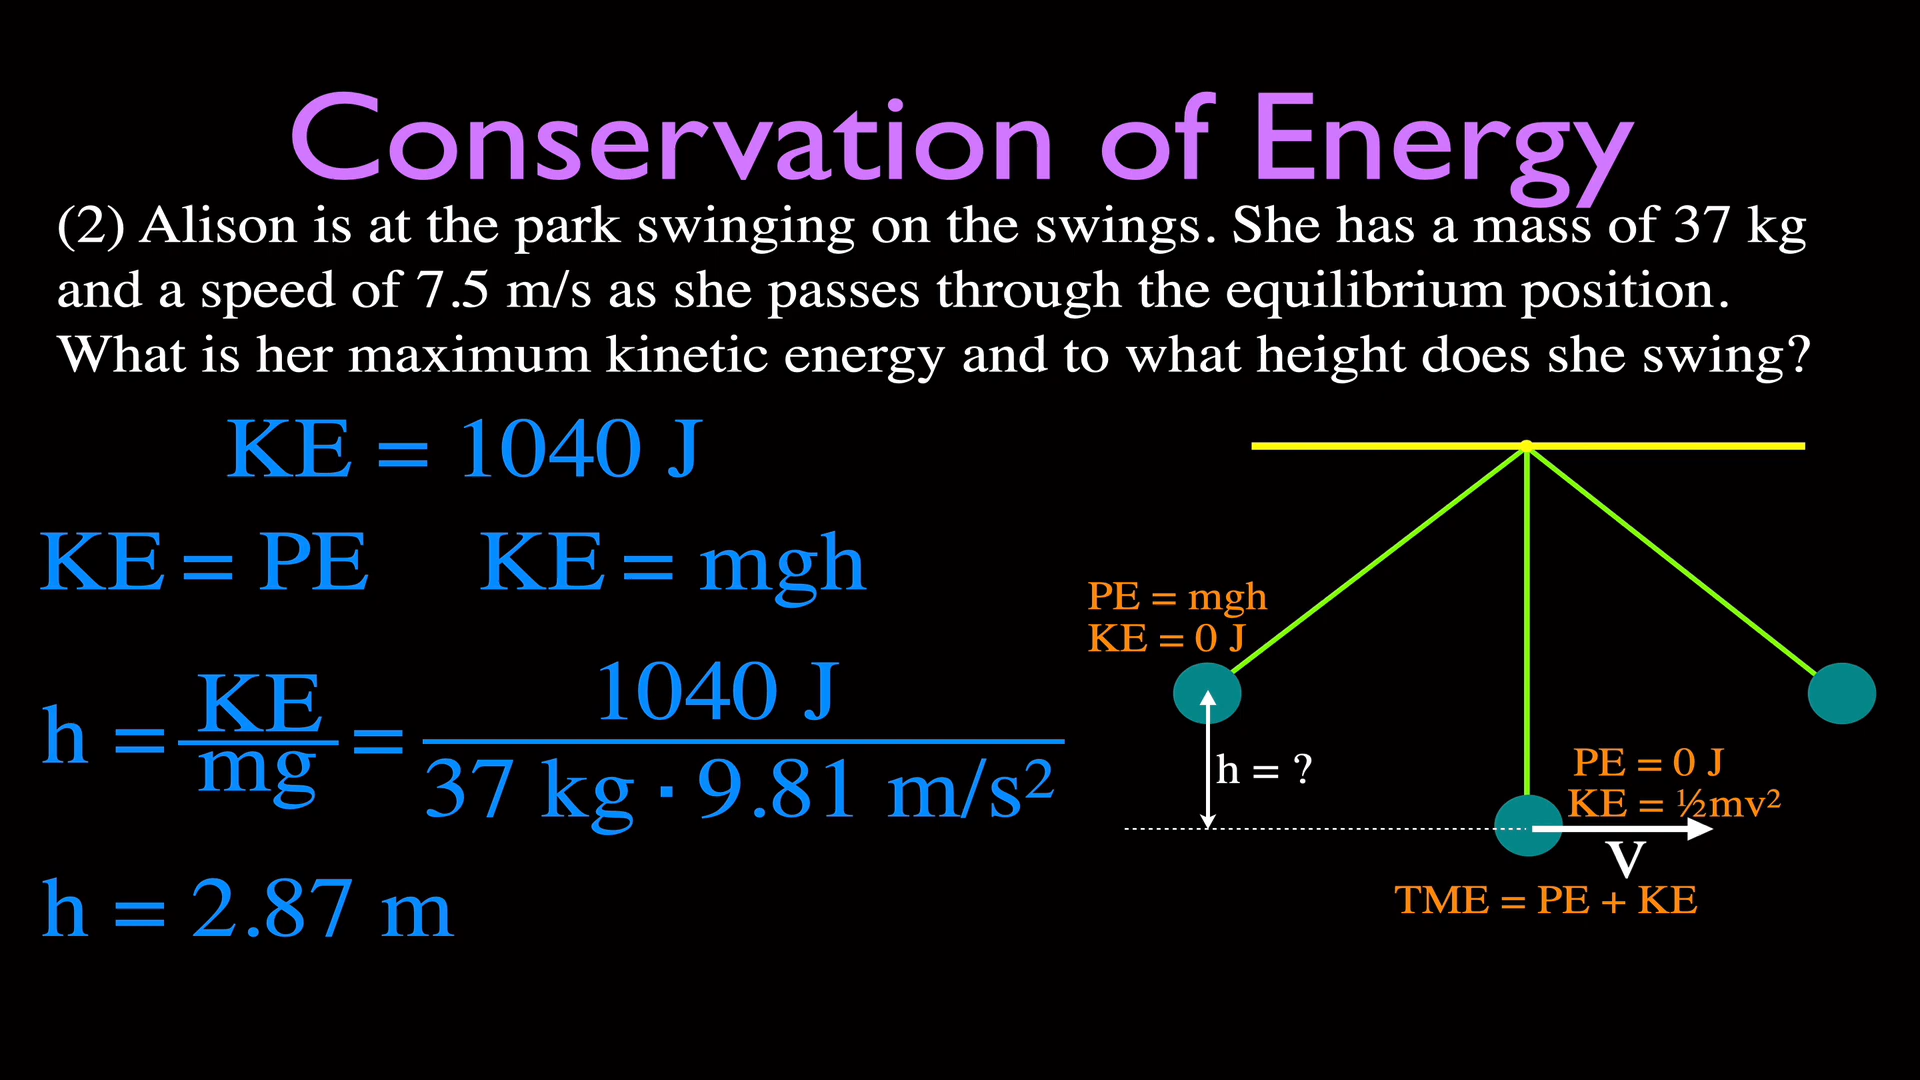 Conservation of Energy
(2) Alison is at the park swinging on the swings. She has a mass of 37 kg
and a speed of 7.5 m/s as she passes through the equilibrium position.
What is her maximum kinetic energy and to what height does she swing?
KE = 1040 J
KE = PE KE = mgh
h = KE/mg = 1040 J/37 kg · 9.81 m/s²
h = 2.87 m
PE = mgh
KE = 0 J
h = ?
PE = 0 J
KE = ½mv²
v
TME = PE + KE